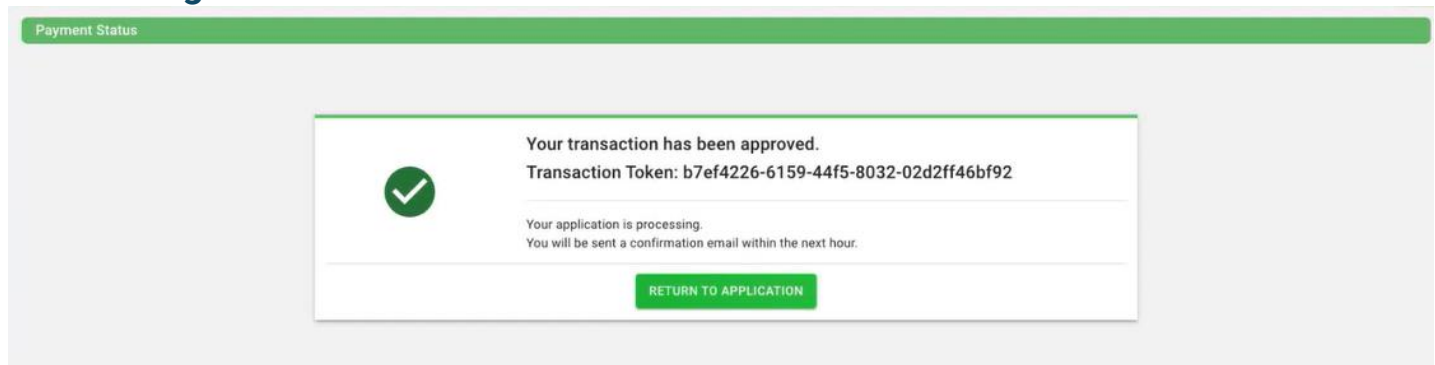 Payment Status
Your transaction has been approved.
Transaction Token: b7ef4226-6159-44f5-8032-02d2ff46bf92
Your application is processing.
You will be sent a confirmation email within the next hour.
RETURN TO APPLICATION